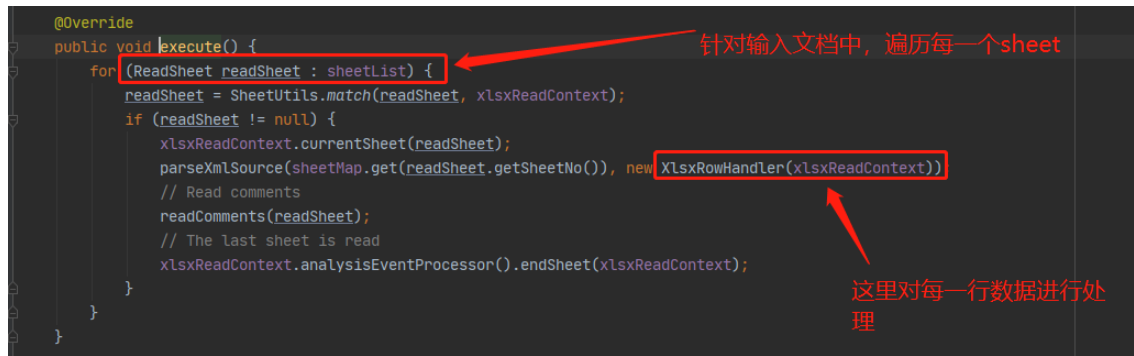 @Override
public void execute() {
针对输入文档中，遍历每一个sheet
for (ReadSheet readSheet : sheetList) {
readSheet = SheetUtils.match(readSheet, xlsxReadContext);
if (readSheet != null) {
xlsxReadContext.currentSheet(readSheet);
parseXmlSource(sheetMap.get(readSheet.getSheetNo()), new XlsxRowHandler(xlsxReadContext))
// Read comments
readComments(readSheet);
// The last sheet is read
xlsxReadContext.analysisEventProcessor().endSheet(xlsxReadContext);
}
}
}
这里对每一行数据进行处
理